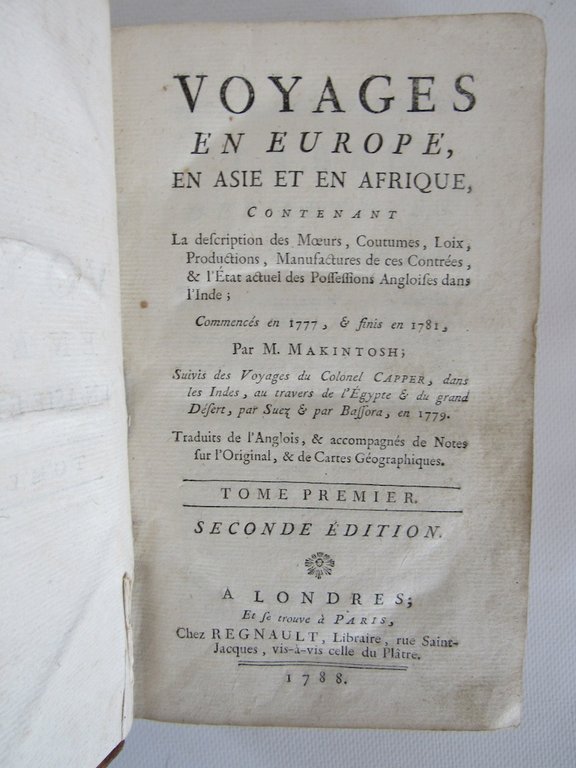 VOYAGES
EN EUROPE,
EN ASIE ET EN AFRIQUE,
CONTENANT
La deſcription des Mœurs, Coutumes, Loix,
Productions, Manufactures de ces Contrées,
& l'État actuel des Poſſeſſions Angloiſes dans
l'Inde;
Commencés en 1777, & finis en 1781,
Par M. MAKINTOSH;
Suivis des Voyages du Colonel CAPPER, dans
les Indes, au travers de l'Égypte & du grand
Déſert, par Suez & par Baſſora, en 1779.
Traduits de l'Anglois, & accompagnés de Notes
ſur l'Original, & de Cartes Géographiques.
TOME PREMIER.
SECONDE ÉDITION.
A LONDRES;
Et ſe trouve à PARIS,
Chez REGNAULT, Libraire, rue Saint-
Jacques, vis-à-vis celle du Plâtre.
1788.